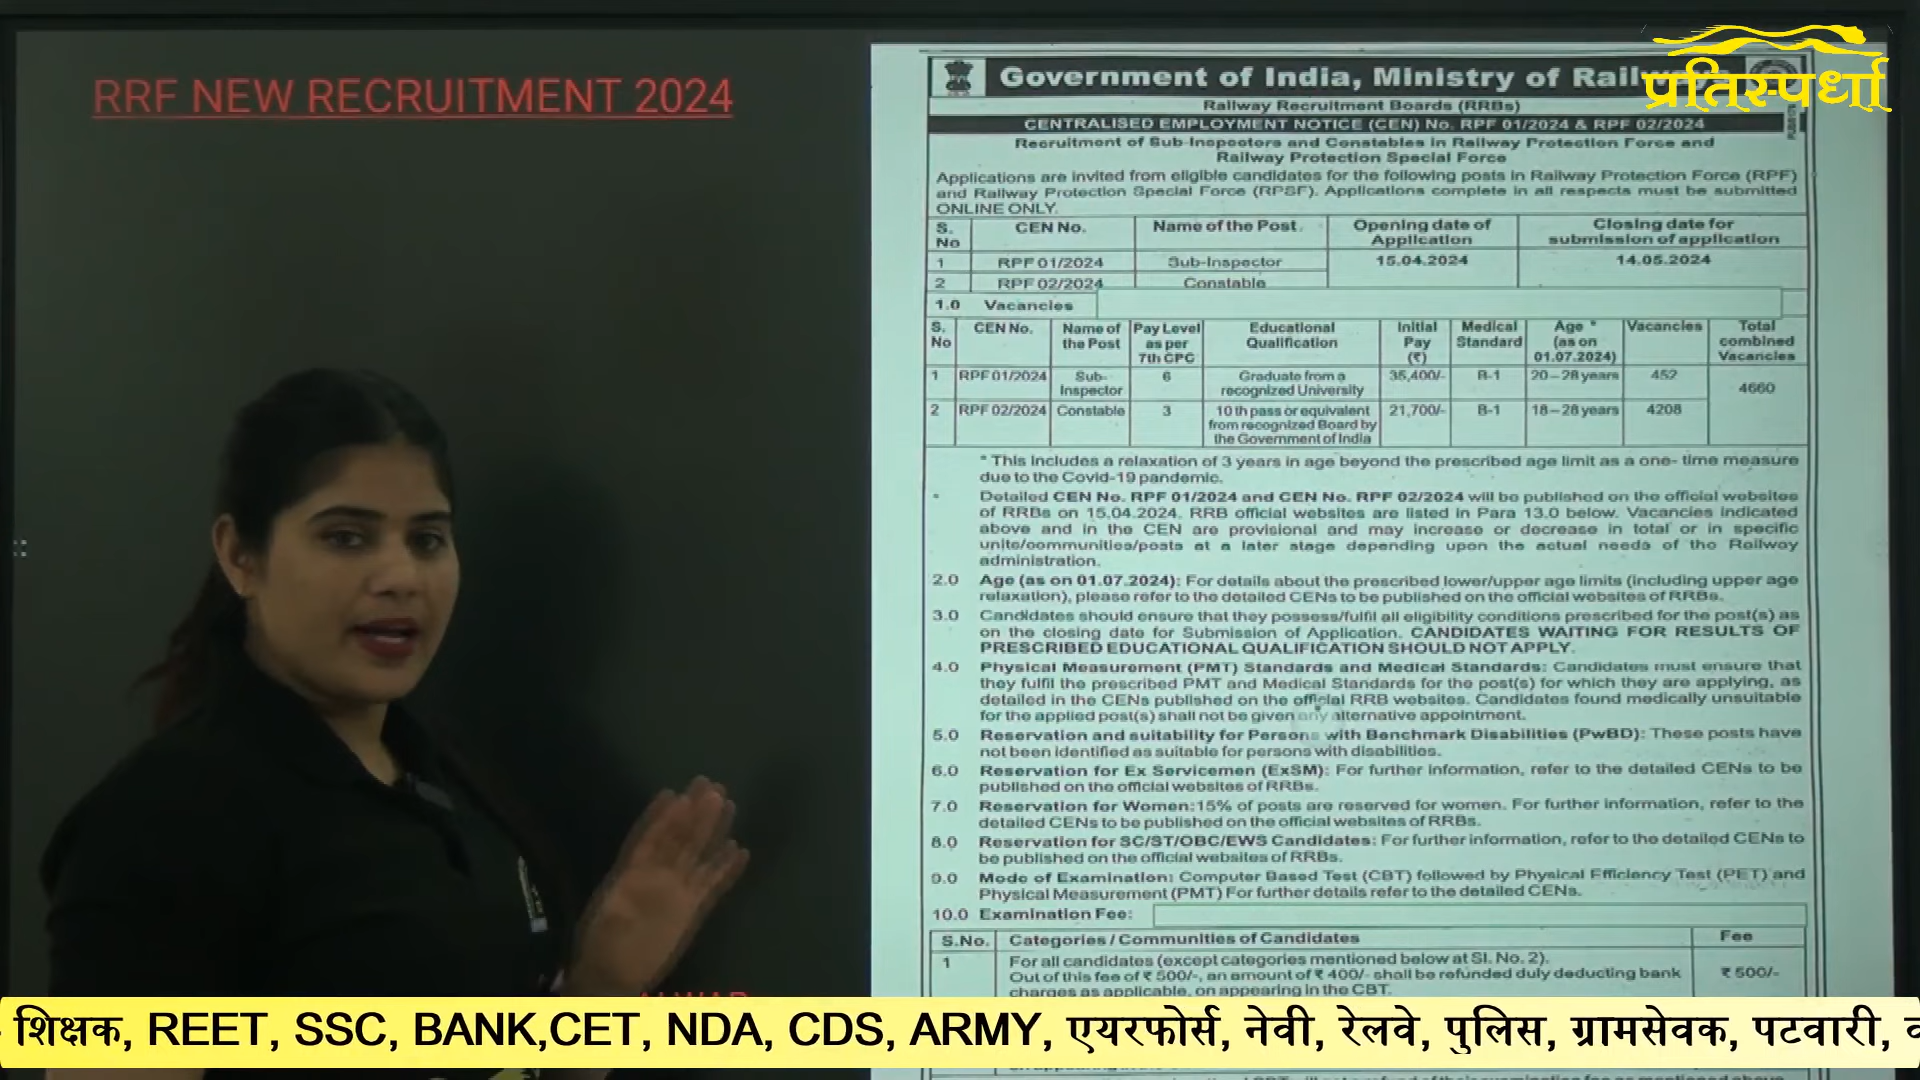 RRF NEW RECRUITMENT 2024
प्रतिस्पर्धा
Government of India, Ministry of Railways
Railway Recruitment Boards (RRBs)
CENTRALISED EMPLOYMENT NOTICE (CEN) No. RPF 01/2024 & RPF 02/2024
Recruitment of Sub-Inspectors and Constables in Railway Protection Force and
Railway Protection Special Force
Applications are invited from eligible candidates for the following posts in Railway Protection Force (RPF)
and Railway Protection Special Force (RPSF). Applications complete in all respects must be submitted
ONLINE ONLY.
S. No CEN No. Name of the Post. Opening date of Application Closing date for submission of application
1 RPF 01/2024 Sub-Inspector 15.04.2024 14.05.2024
2 RPF 02/2024 Constable
1.0 Vacancies
S. No CEN No. Name of the Post Pay Level as per 7th CPC Educational Qualification Initial Pay (₹) Medical Standard Age * (as on 01.07.2024) Vacancies Total combined Vacancies
1 RPF 01/2024 Sub-Inspector 6 Graduate from a recognized University 35,400/- B-1 20 – 28 years 452 4660
2 RPF 02/2024 Constable 3 10th pass or equivalent from recognized Board by the Government of India 21,700/- B-1 18 – 28 years 4208
* This includes a relaxation of 3 years in age beyond the prescribed age limit as a one- time measure
due to the Covid-19 pandemic.
* Detailed CEN No. RPF 01/2024 and CEN No. RPF 02/2024 will be published on the official websites
of RRBs on 15.04.2024. RRB official websites are listed in Para 13.0 below. Vacancies indicated
above and in the CEN are provisional and may increase or decrease in total or in specific
units/communities/posts at a later stage depending upon the actual needs of the Railway
administration.
2.0 Age (as on 01.07.2024): For details about the prescribed lower/upper age limits (including upper age
relaxation), please refer to the detailed CENs to be published on the official websites of RRBs.
3.0 Candidates should ensure that they possess/fulfil all eligibility conditions prescribed for the post(s) as
on the closing date for Submission of Application. CANDIDATES WAITING FOR RESULTS OF
PRESCRIBED EDUCATIONAL QUALIFICATION SHOULD NOT APPLY.
4.0 Physical Measurement (PMT) Standards and Medical Standards: Candidates must ensure that
they fulfil the prescribed PMT and Medical Standards for the post(s) for which they are applying, as
detailed in the CENs published on the official RRB websites. Candidates found medically unsuitable
for the applied post(s) shall not be given any alternative appointment.
5.0 Reservation and suitability for Persons with Benchmark Disabilities (PwBD): These posts have
not been identified as suitable for persons with disabilities.
6.0 Reservation for Ex Servicemen (ExSM): For further information, refer to the detailed CENs to be
published on the official websites of RRBs.
7.0 Reservation for Women: 15% of posts are reserved for women. For further information, refer to the
detailed CENs to be published on the official websites of RRBs.
8.0 Reservation for SC/ST/OBC/EWS Candidates: For further information, refer to the detailed CENs to
be published on the official websites of RRBs.
9.0 Mode of Examination: Computer Based Test (CBT) followed by Physical Efficiency Test (PET) and
Physical Measurement (PMT) For further details refer to the detailed CENs.
10.0 Examination Fee:
S.No. Categories / Communities of Candidates Fee
1 For all candidates (except categories mentioned below at Sl. No. 2). ₹ 500/-
Out of this fee of ₹ 500/-, an amount of ₹ 400/- shall be refunded duly deducting bank
charges as applicable, on appearing in the CBT.
शिक्षक, REET, SSC, BANK,CET, NDA, CDS, ARMY, एयरफोर्स, नेवी, रेलवे, पुलिस, ग्रामसेवक, पटवारी,